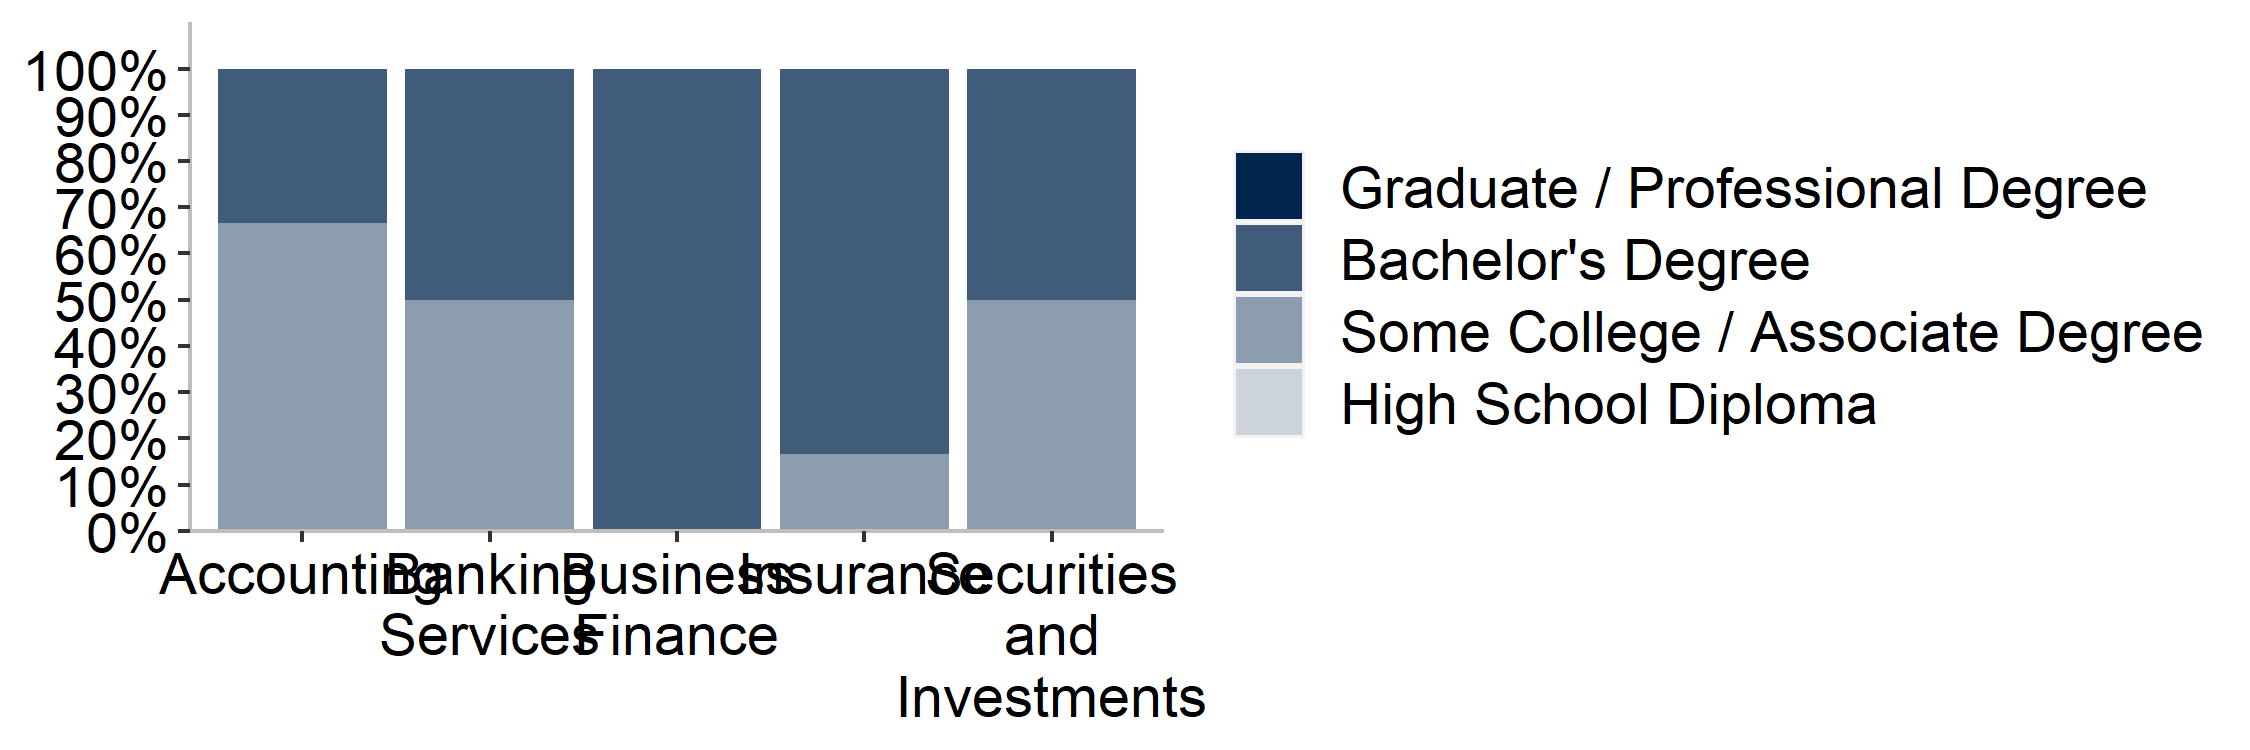 100%
90%
80%
70%
60%
50%
40%
30%
20%
10%
0%
Accounting
Banking
Services
Business
Finance
Insurance
Securities
and
Investments
Graduate / Professional Degree
Bachelor's Degree
Some College / Associate Degree
High School Diploma